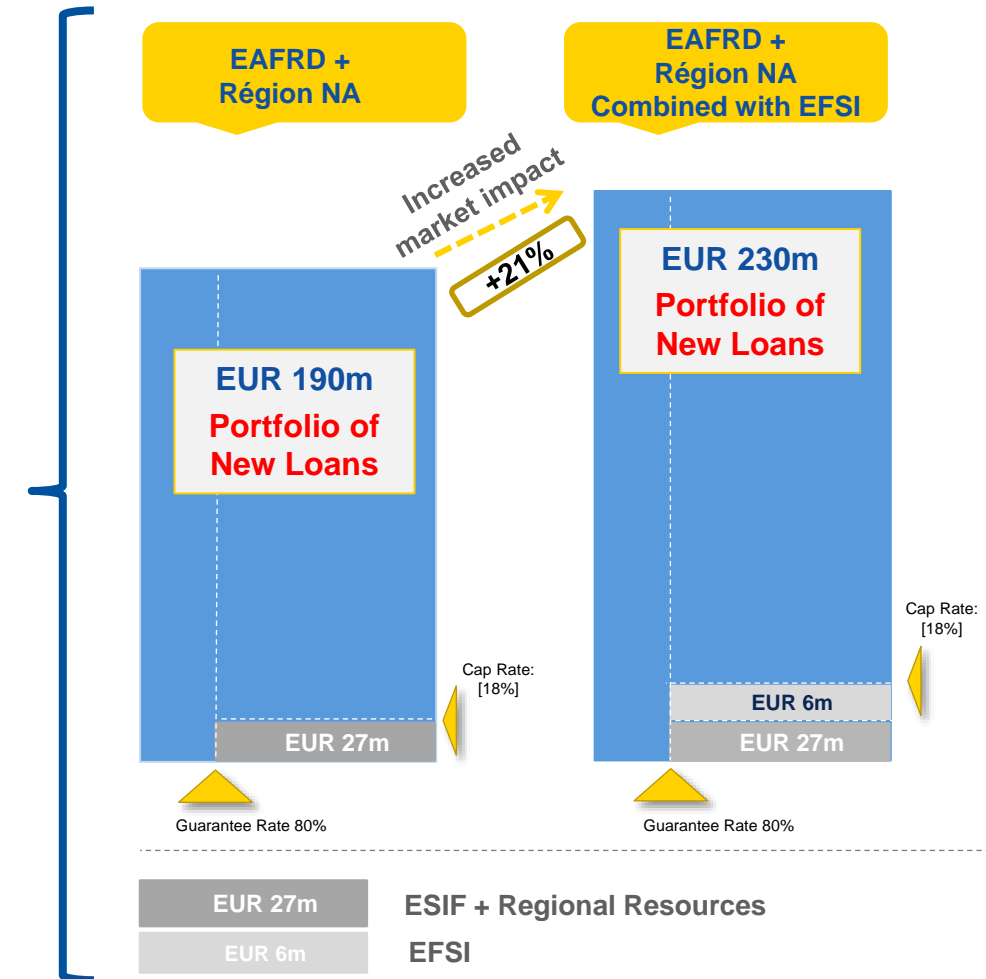 EAFRD +
Région NA
EAFRD +
Région NA
Combined with EFSI
Increased
market impact
+21%
EUR 190m
Portfolio of
New Loans
EUR 230m
Portfolio of
New Loans
Cap Rate:
[18%]
Cap Rate:
[18%]
EUR 27m
EUR 6m
EUR 27m
Guarantee Rate 80%
Guarantee Rate 80%
EUR 27m
ESIF + Regional Resources
EUR 6m
EFSI